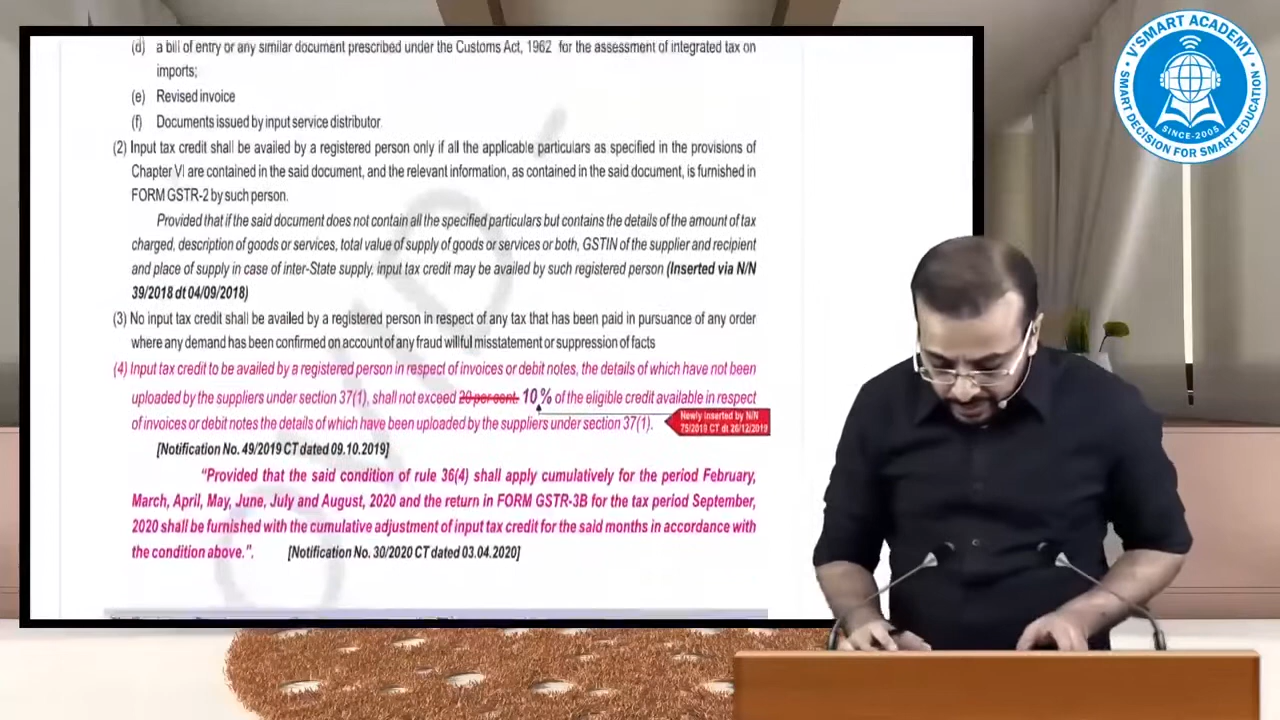 (d) a bill of entry or any similar document prescribed under the Customs Act, 1962 for the assessment of integrated tax on
imports;
(e) Revised invoice
(f) Documents issued by input service distributor
(2) Input tax credit shall be availed by a registered person only if all the applicable particulars as specified in the provisions of
Chapter VI are contained in the said document, and the relevant information, as contained in the said document, is furnished in
FORM GSTR-2 by such person.
Provided that if the said document does not contain all the specified particulars but contains the details of the amount of tax
charged, description of goods or services, total value of supply of goods or services or both, GSTIN of the supplier and recipient
and place of supply in case of inter-State supply, input tax credit may be availed by such registered person (Inserted via N/N
39/2018 dt 04/09/2018)
(3) No input tax credit shall be availed by a registered person in respect of any tax that has been paid in pursuance of any order
where any demand has been confirmed on account of any fraud willful misstatement or suppression of facts
(4) Input tax credit to be availed by a registered person in respect of invoices or debit notes, the details of which have not been
uploaded by the suppliers under section 37(1), shall not exceed 20 per cent. 10% of the eligible credit available in respect
of invoices or debit notes the details of which have been uploaded by the suppliers under section 37(1).
Newly Inserted by N/N
75/2019 CT dt 26/12/2019
[Notification No. 49/2019 CT dated 09.10.2019]
"Provided that the said condition of rule 36(4) shall apply cumulatively for the period February,
March, April, May, June, July and August, 2020 and the return in FORM GSTR-3B for the tax period September,
2020 shall be furnished with the cumulative adjustment of input tax credit for the said months in accordance with
the condition above.". [Notification No. 30/2020 CT dated 03.04.2020]
V'SMART ACADEMY
SINCE-2005
SMART DECISION FOR SMART EDUCATION